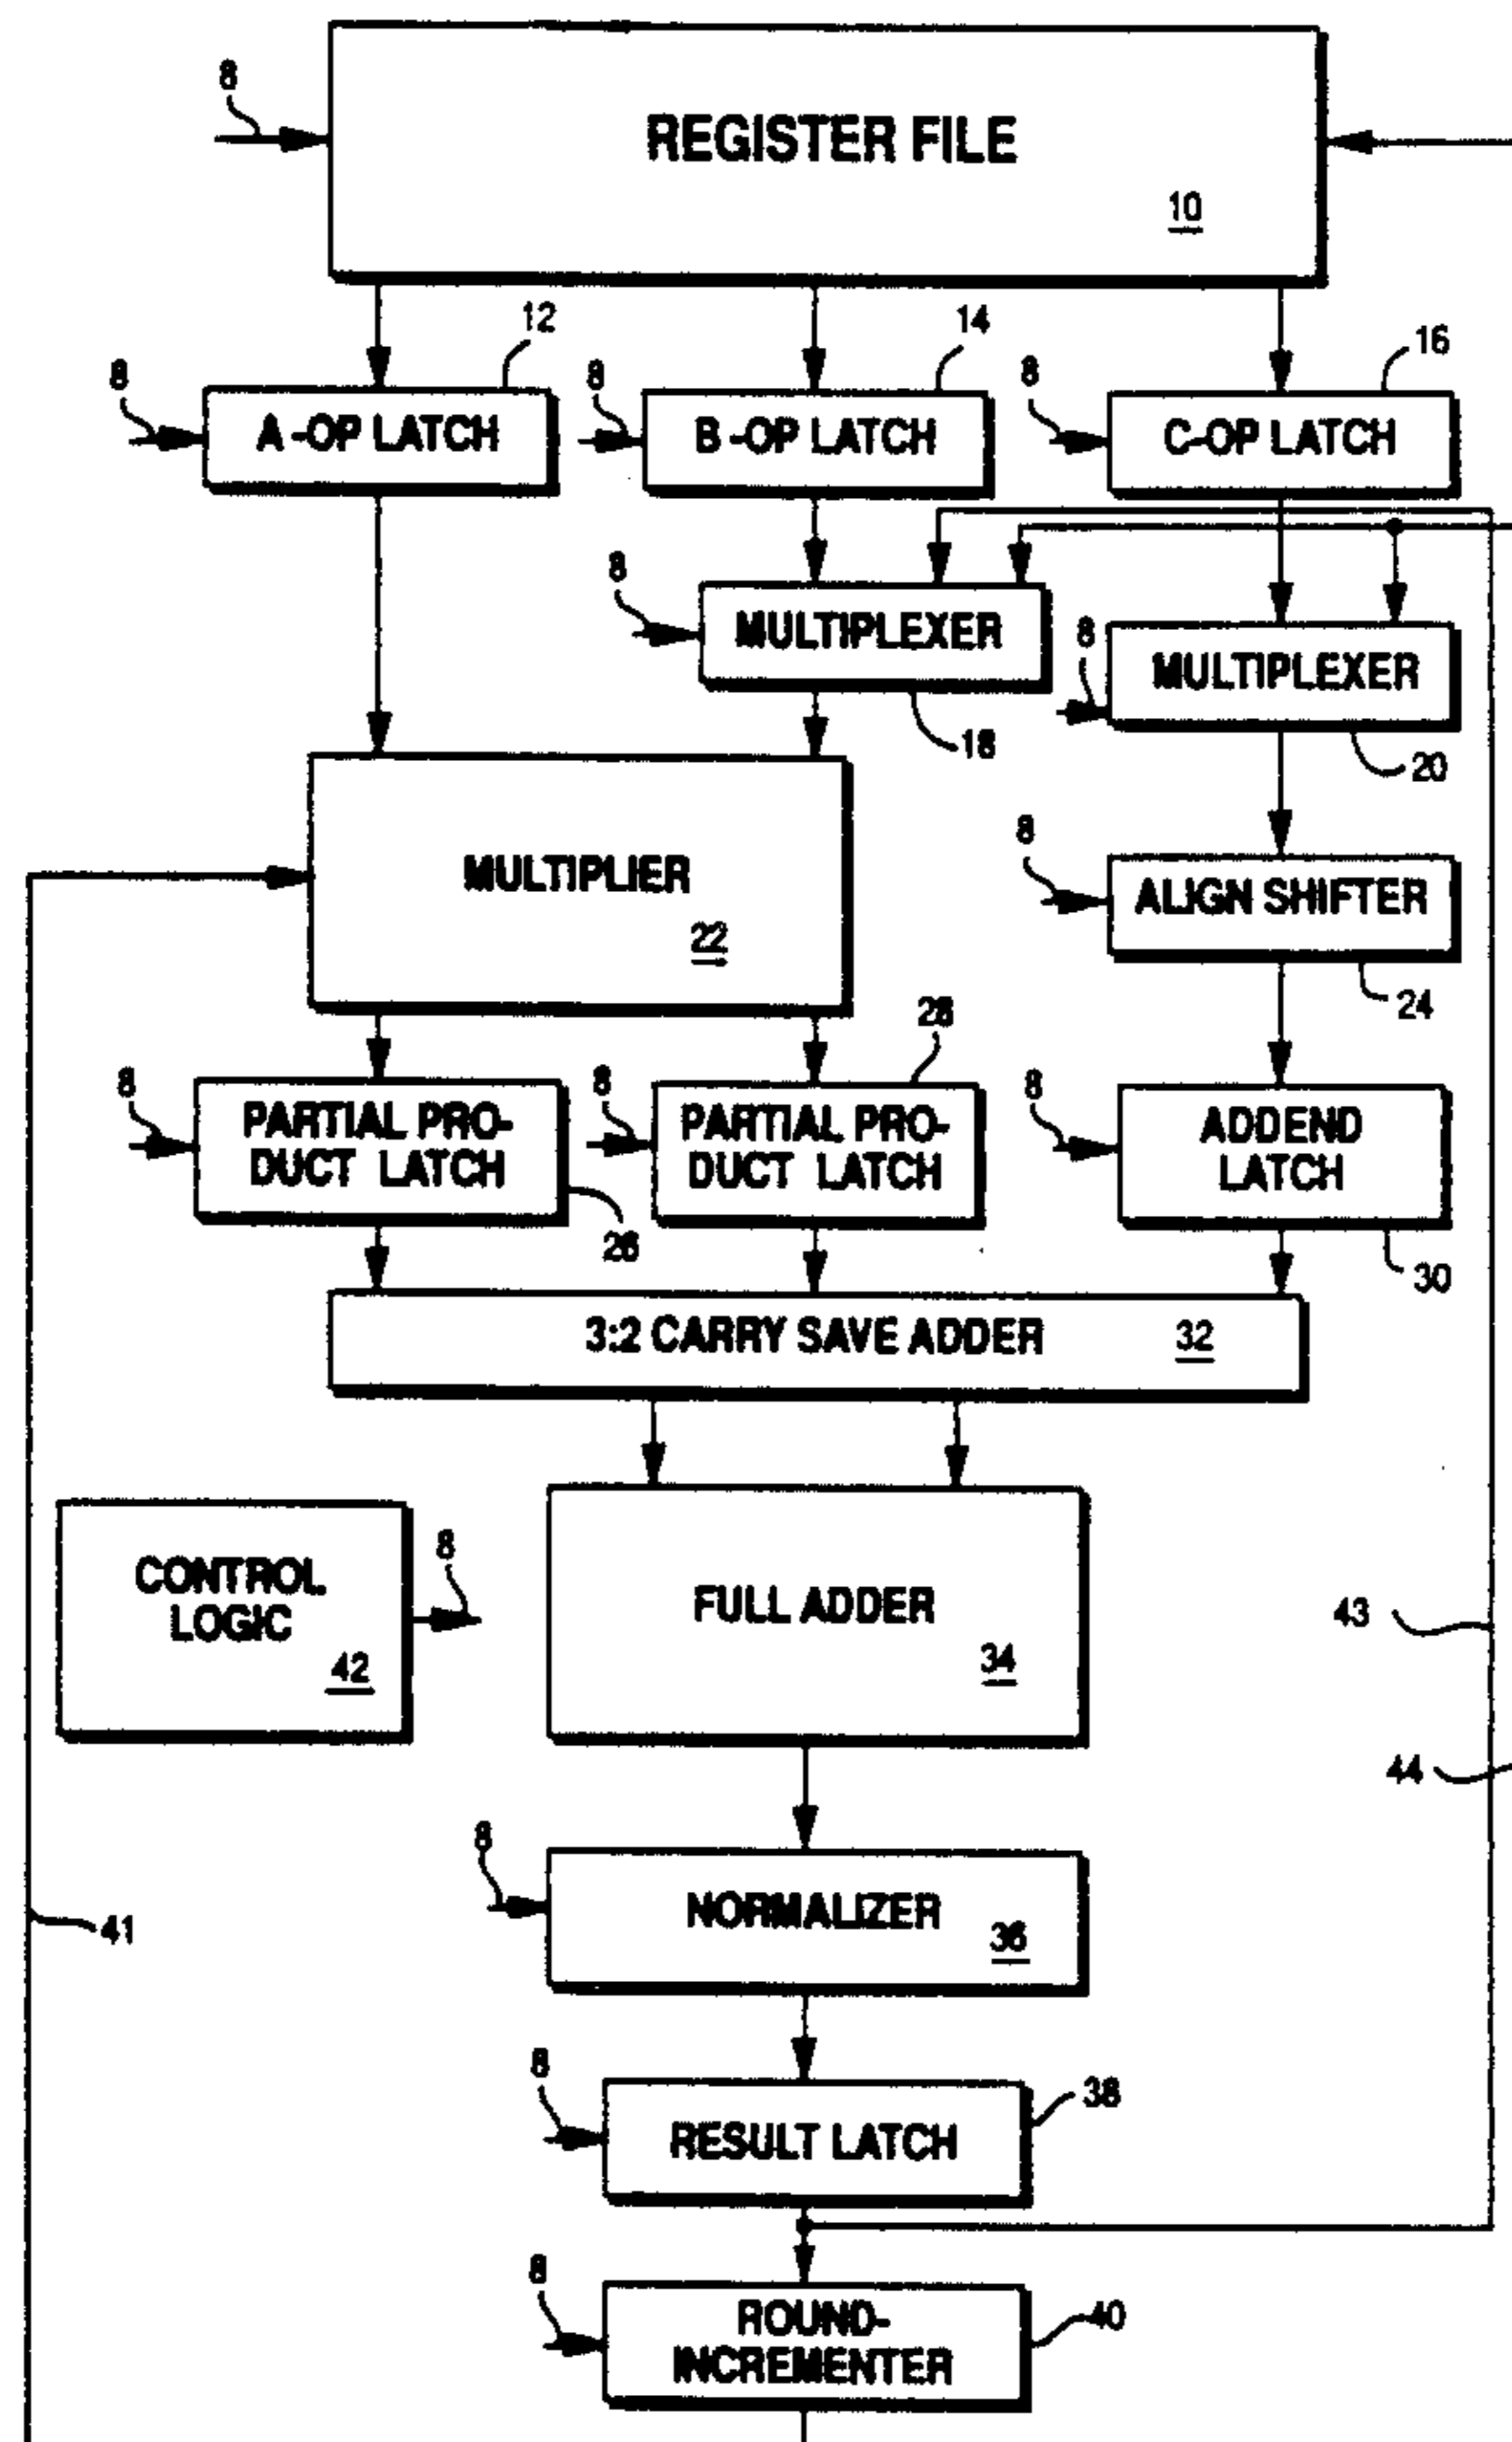 8
REGISTER FILE
10
12
14
16
8
8
8
A-OP LATCH
B-OP LATCH
C-OP LATCH
8
MULTIPLEXER
8
MULTIPLEXER
18
20
MULTIPLIER
22
8
ALIGN SHIFTER
24
28
8
8
8
PARTIAL PRO-
DUCT LATCH
PARTIAL PRO-
DUCT LATCH
ADDEND
LATCH
30
3:2 CARRY SAVE ADDER
32
CONTROL
LOGIC
42
8
FULL ADDER
34
43
44
8
NORMALIZER
36
41
8
RESULT LATCH
38
8
ROUND-
INCREMENTER
40